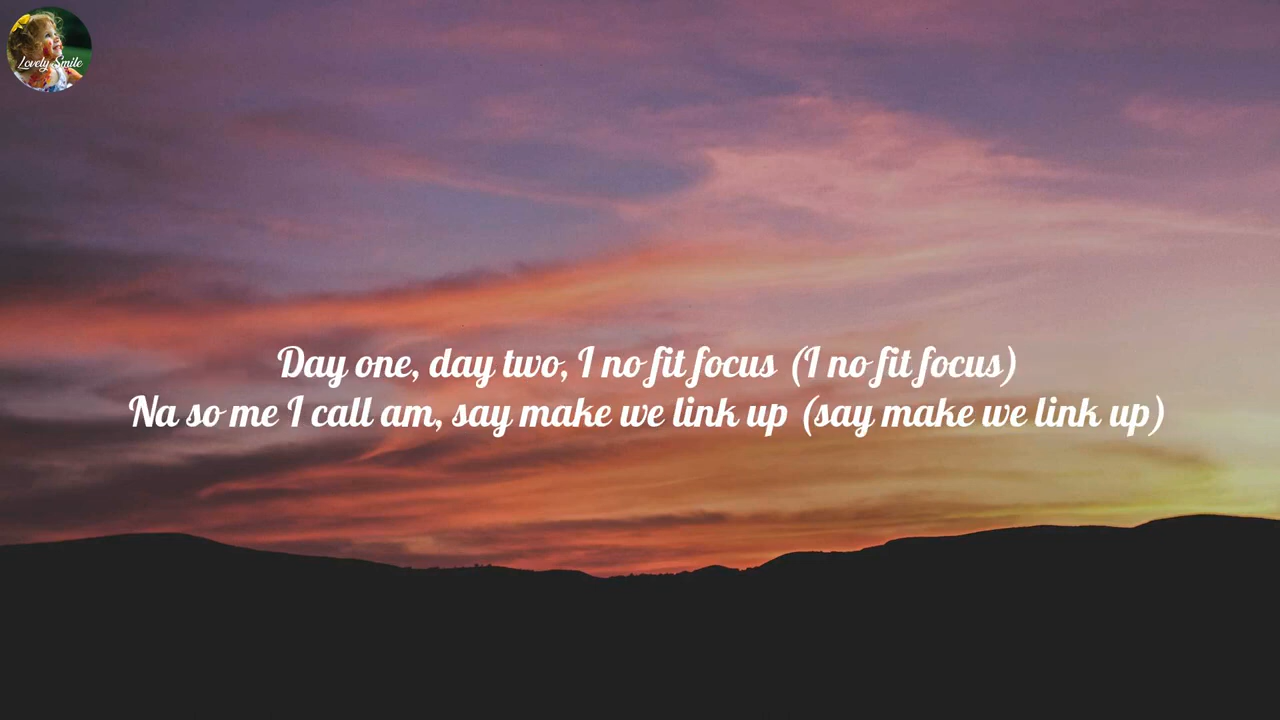 Lovely Smile
Day one, day two, I no fit focus (I no fit focus)
Na so me I call am, say make we link up (say make we link up)